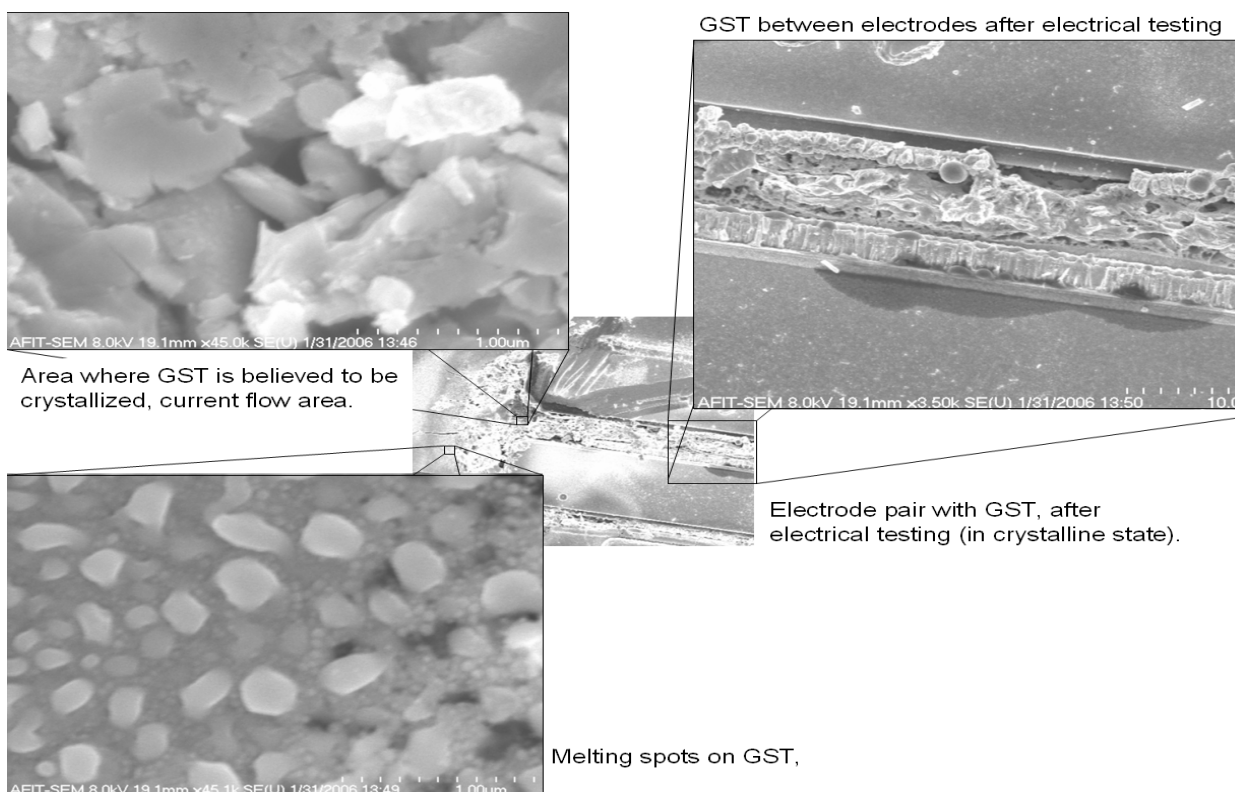 GST between electrodes after electrical testing
AFIT-SEM 8.0kV 19.1mm x45.0k SE(U) 1/31/2006 13:46
1.00um
Area where GST is believed to be
crystallized, current flow area.
AFIT-SEM 8.0kV 19.1mm x3.50k SE(U) 1/31/2006 13:50
10.0
Electrode pair with GST, after
electrical testing (in crystalline state).
Melting spots on GST,
AFIT-SEM 8.0kV 19.1mm x45.1k SE(U) 1/31/2006 13:49
1.00um